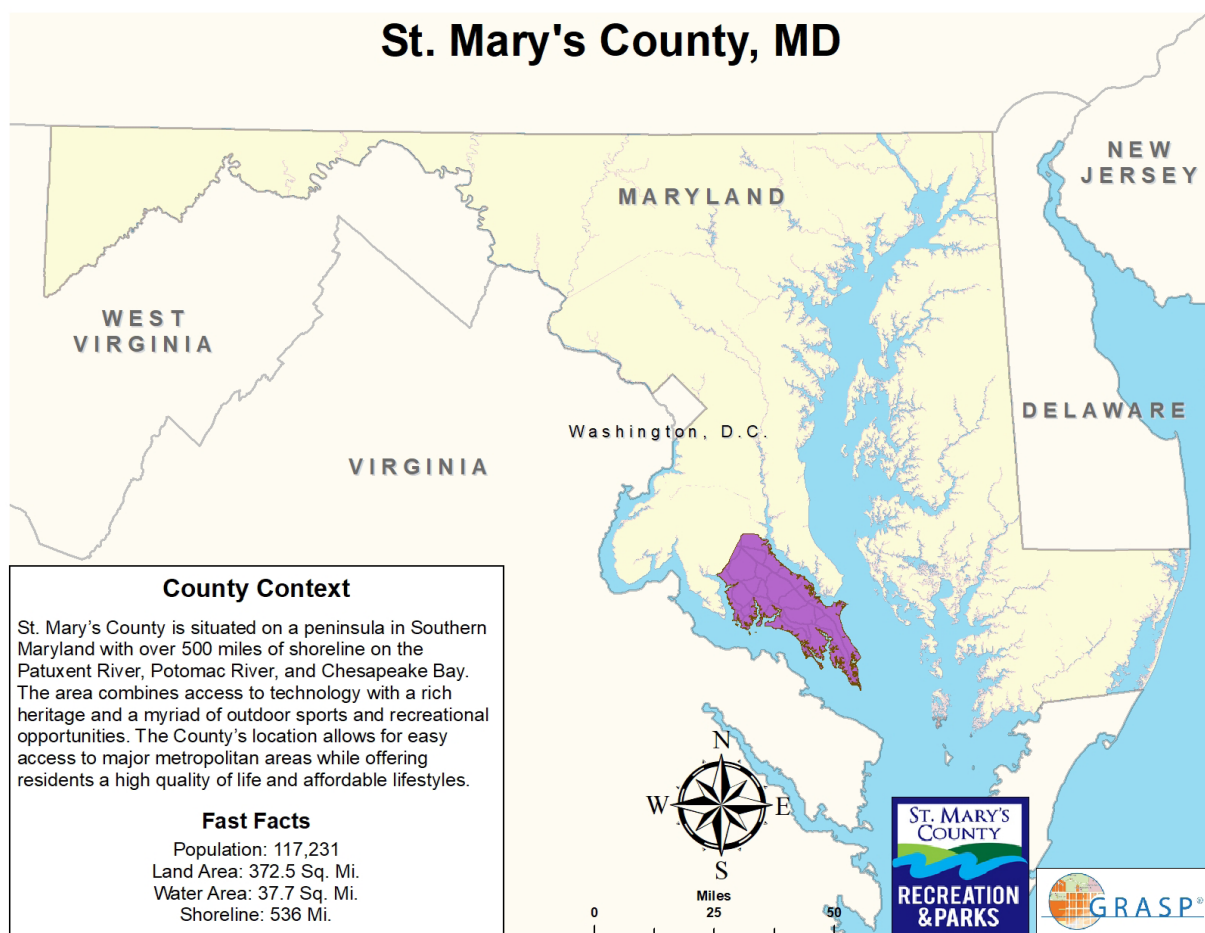 St. Mary's County, MD
NEW
JERSEY
MARYLAND
WEST
VIRGINIA
DELAWARE
Washington, D.C.
VIRGINIA
County Context
St. Mary’s County is situated on a peninsula in Southern
Maryland with over 500 miles of shoreline on the
Patuxent River, Potomac River, and Chesapeake Bay.
The area combines access to technology with a rich
heritage and a myriad of outdoor sports and recreational
opportunities. The County’s location allows for easy
access to major metropolitan areas while offering
residents a high quality of life and affordable lifestyles.
Fast Facts
Population: 117,231
Land Area: 372.5 Sq. Mi.
Water Area: 37.7 Sq. Mi.
Shoreline: 536 Mi.
N
W E
S
Miles
0 25 50
ST. MARY'S
COUNTY
RECREATION
&PARKS
GRASP®